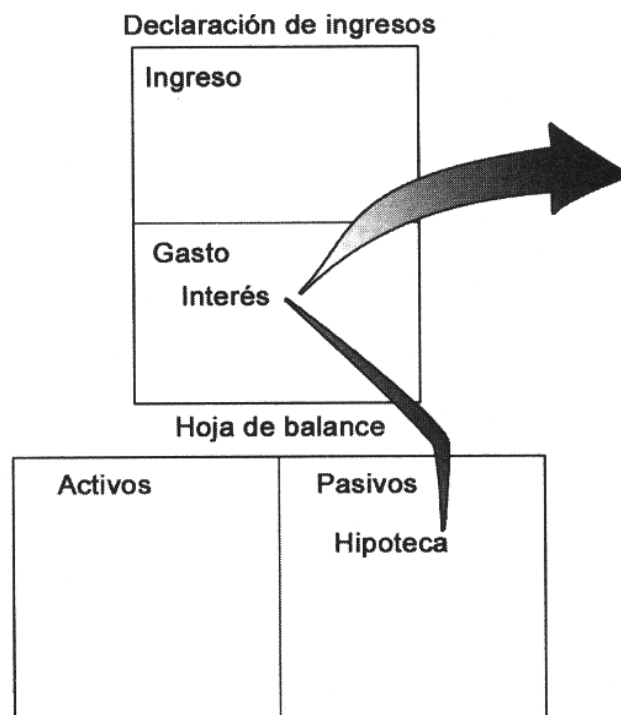 Declaración de ingresos
Ingreso
Gasto
Interés
Hoja de balance
Activos
Pasivos
Hipoteca